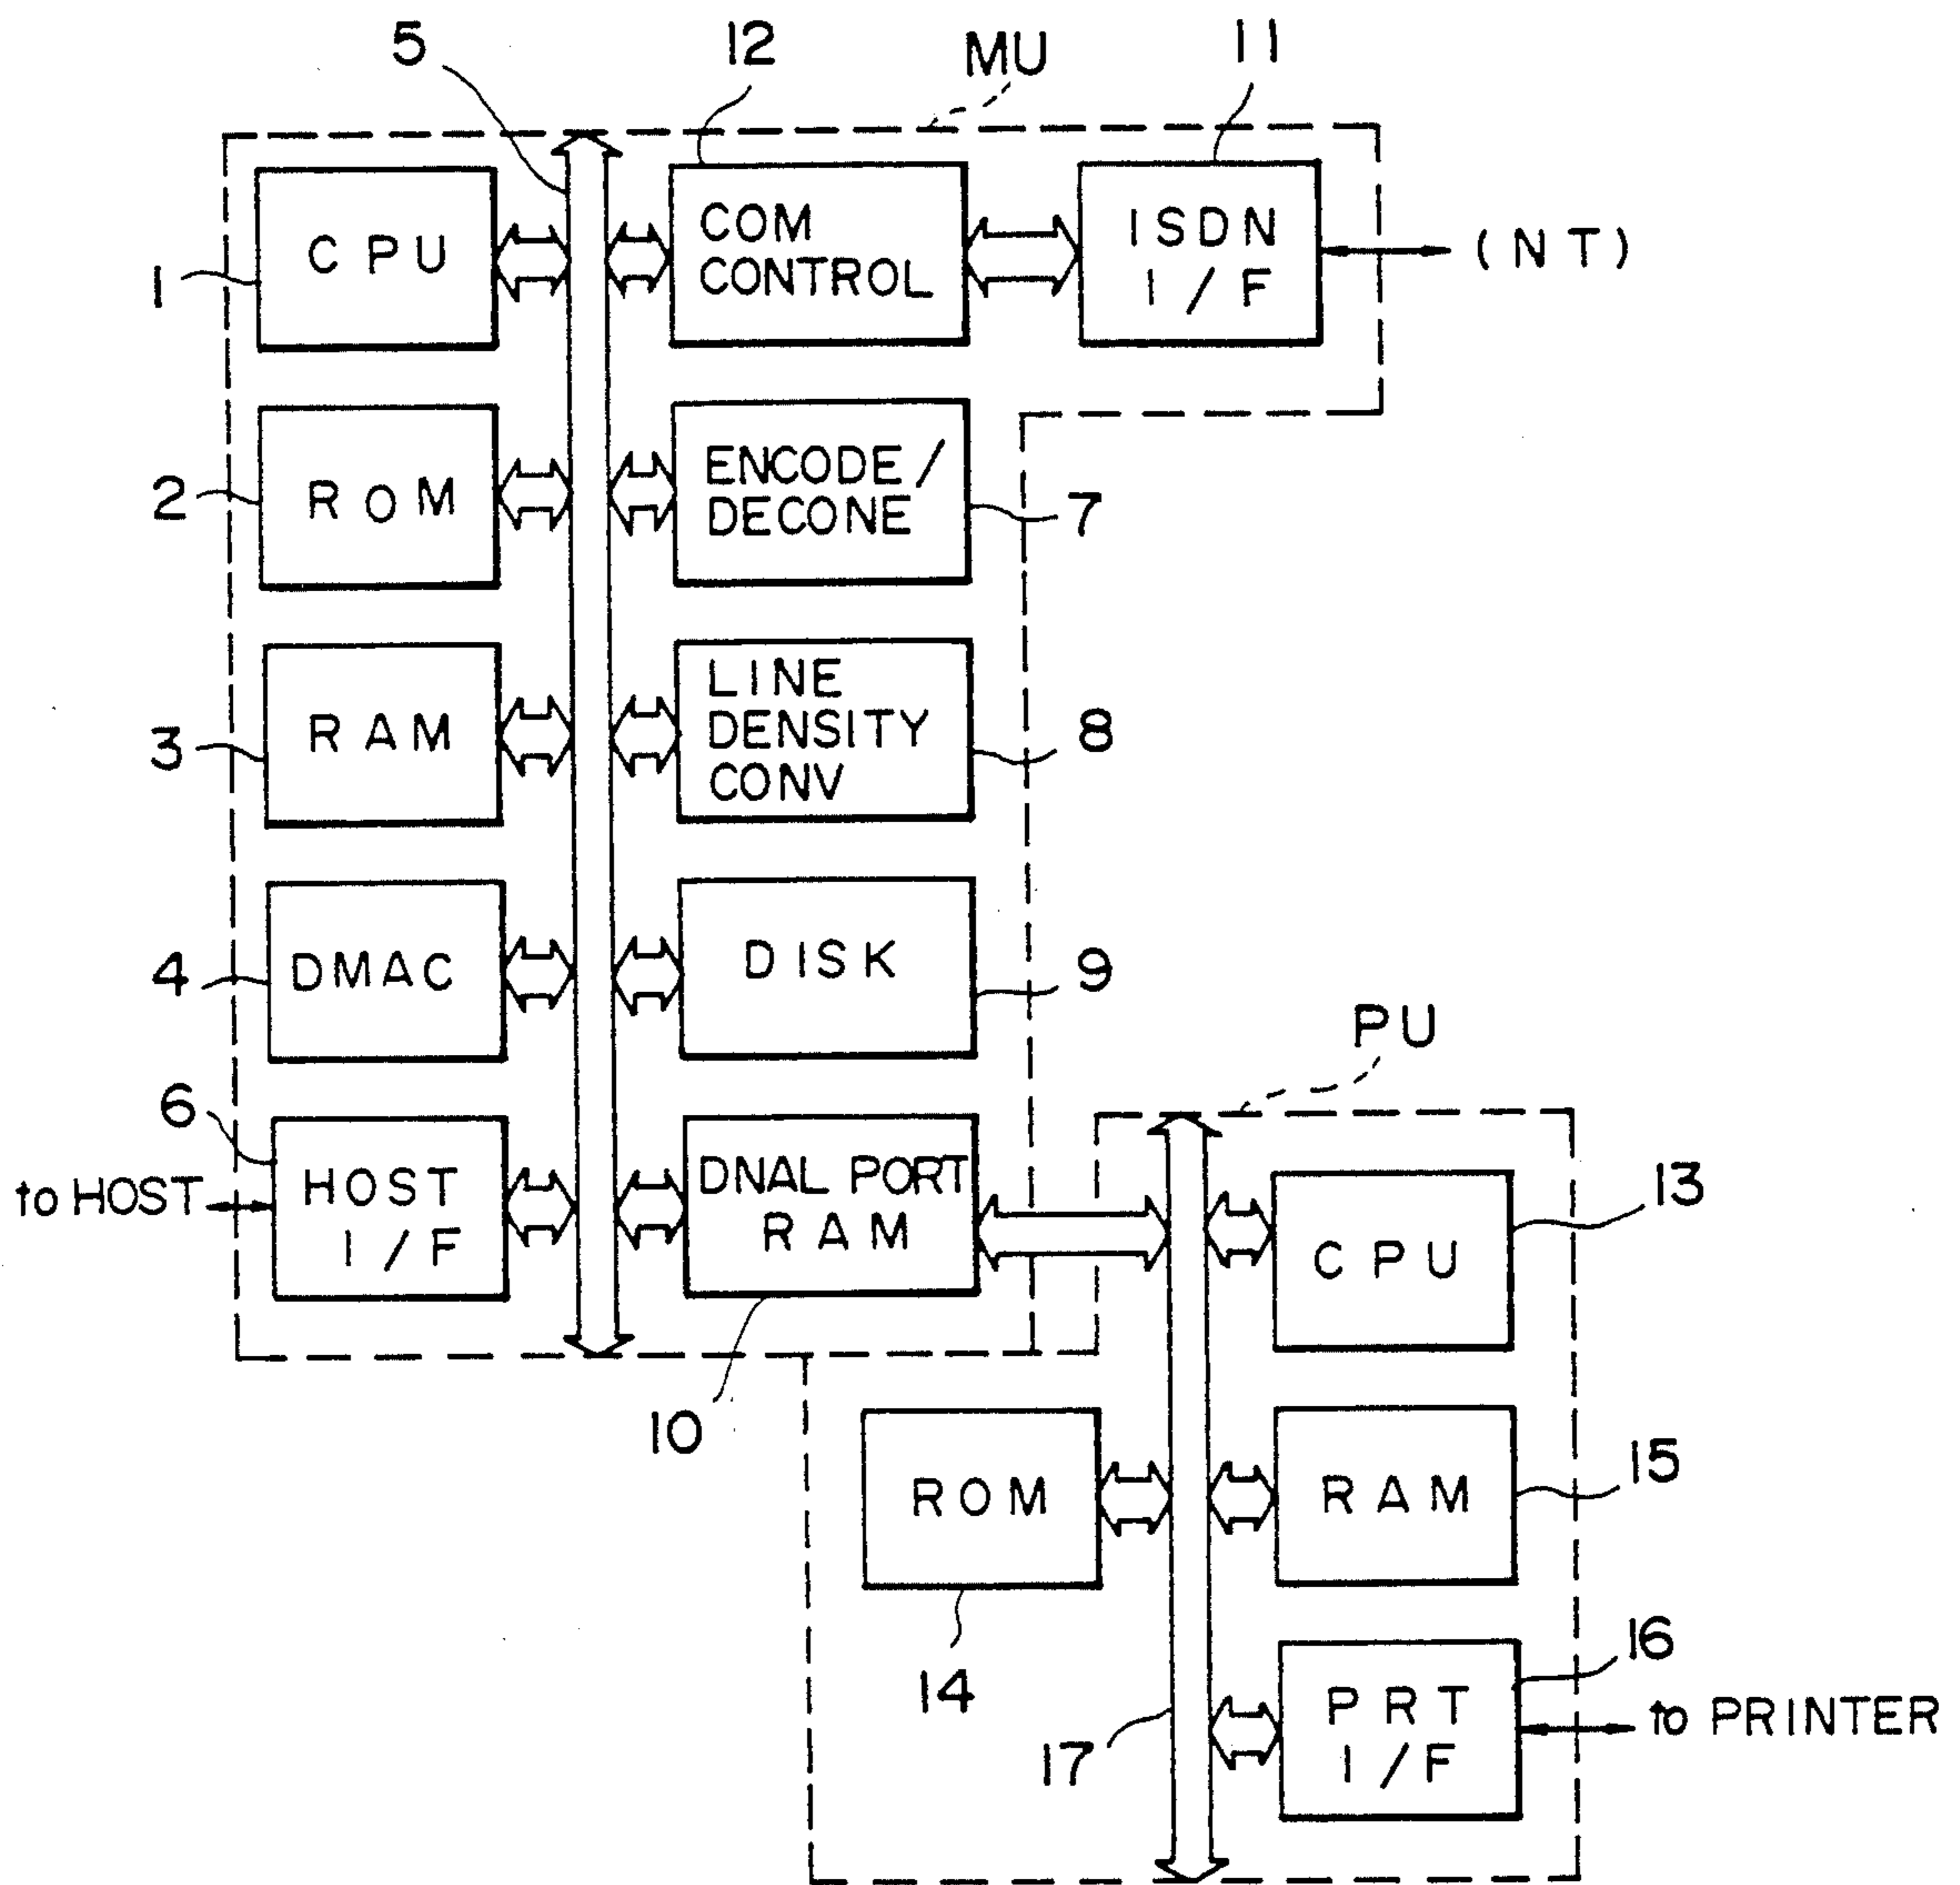 5
12
MU
11
CPU
COM
CONTROL
ISDN
I/F
(NT)
1
ROM
ENCODE/
DECONE
2
7
RAM
LINE
DENSITY
CONV
3
8
DMAC
DISK
4
9
PU
6
to HOST
HOST
I/F
DNAL PORT
RAM
CPU
13
10
ROM
RAM
15
14
16
PRT
I/F
to PRINTER
17